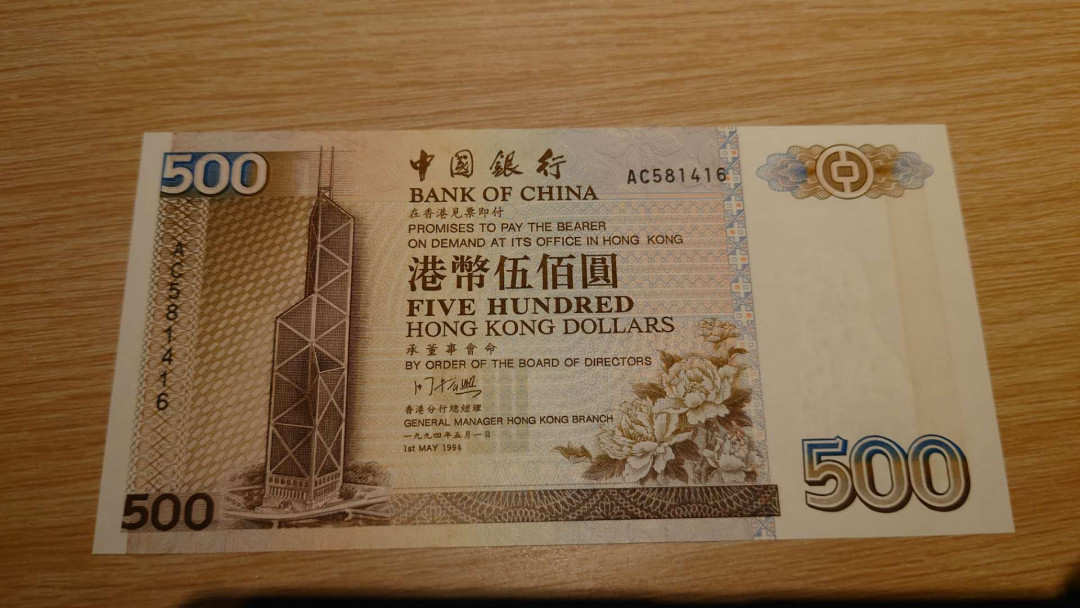 500
中國銀行
AC581416
BANK OF CHINA
在香港見票即付
PROMISES TO PAY THE BEARER
ON DEMAND AT ITS OFFICE IN HONG KONG
港幣伍佰圓
FIVE HUNDRED
HONG KONG DOLLARS
承董事會命
BY ORDER OF THE BOARD OF DIRECTORS
香港分行總經理
GENERAL MANAGER HONG KONG BRANCH
一九九四年五月一日
1st MAY 1994
AC581416
500
500